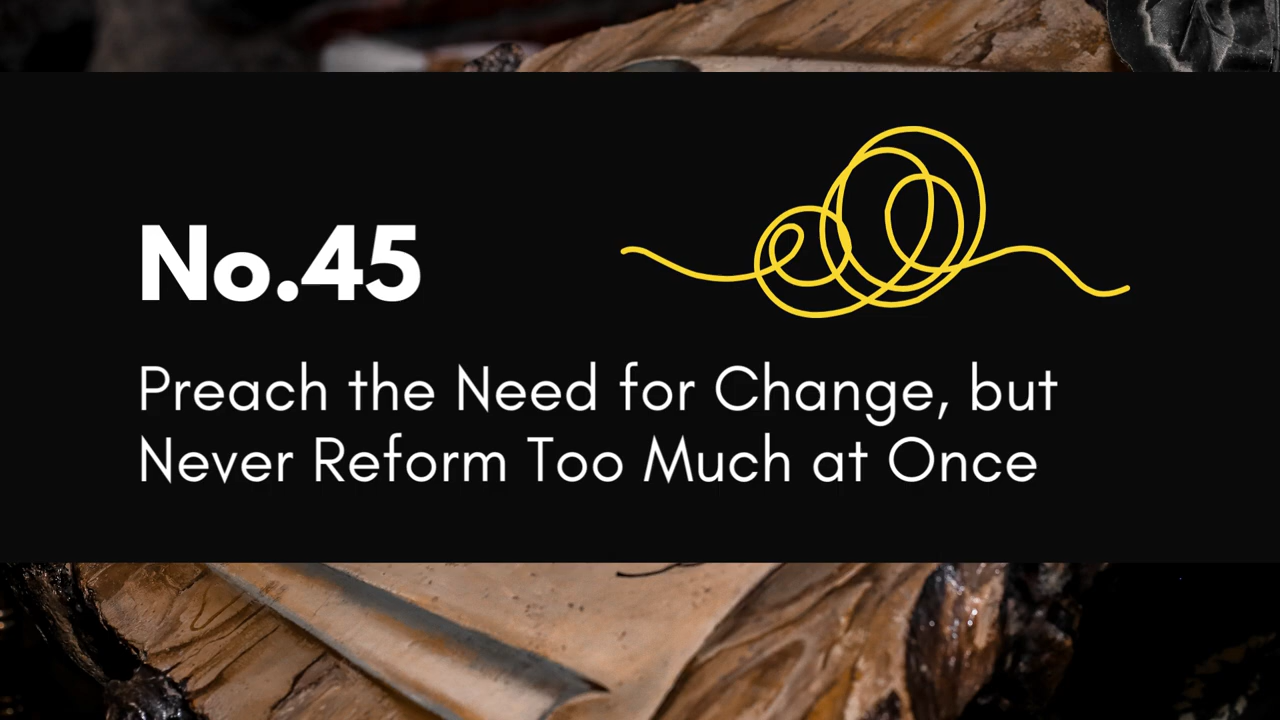 No.45
Preach the Need for Change, but
Never Reform Too Much at Once